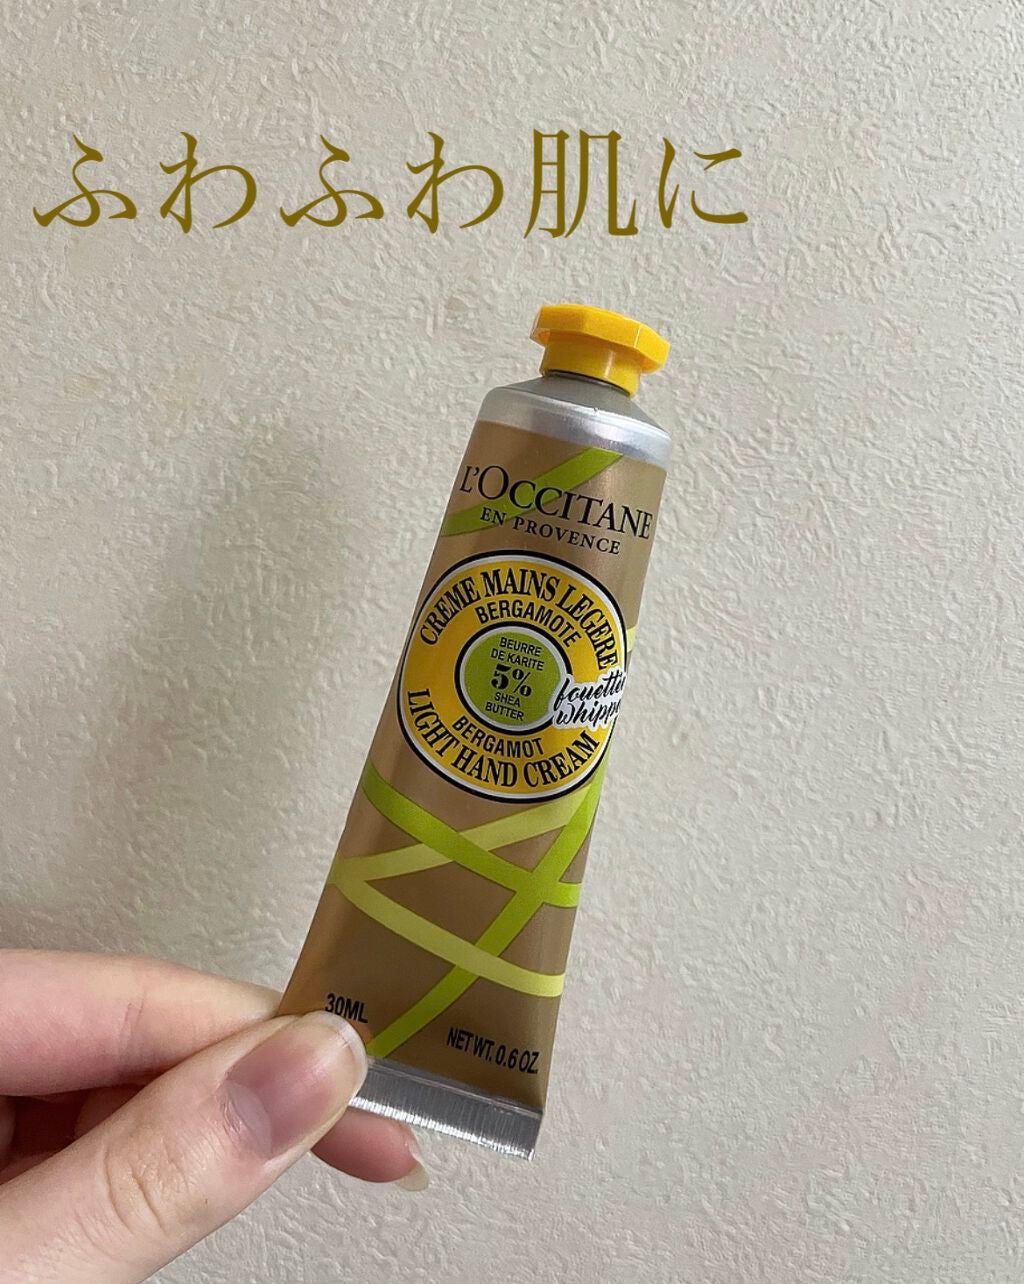 ふわふわ肌に
L'OCCITANE
EN PROVENCE
CREME MAINS LEGERE
BERGAMOTE
BEURRE
DE KARITE
5%
SHEA
BUTTER
BERGAMOT
LIGHT HAND CREAM
30ML
NET WT. 0.6 OZ.